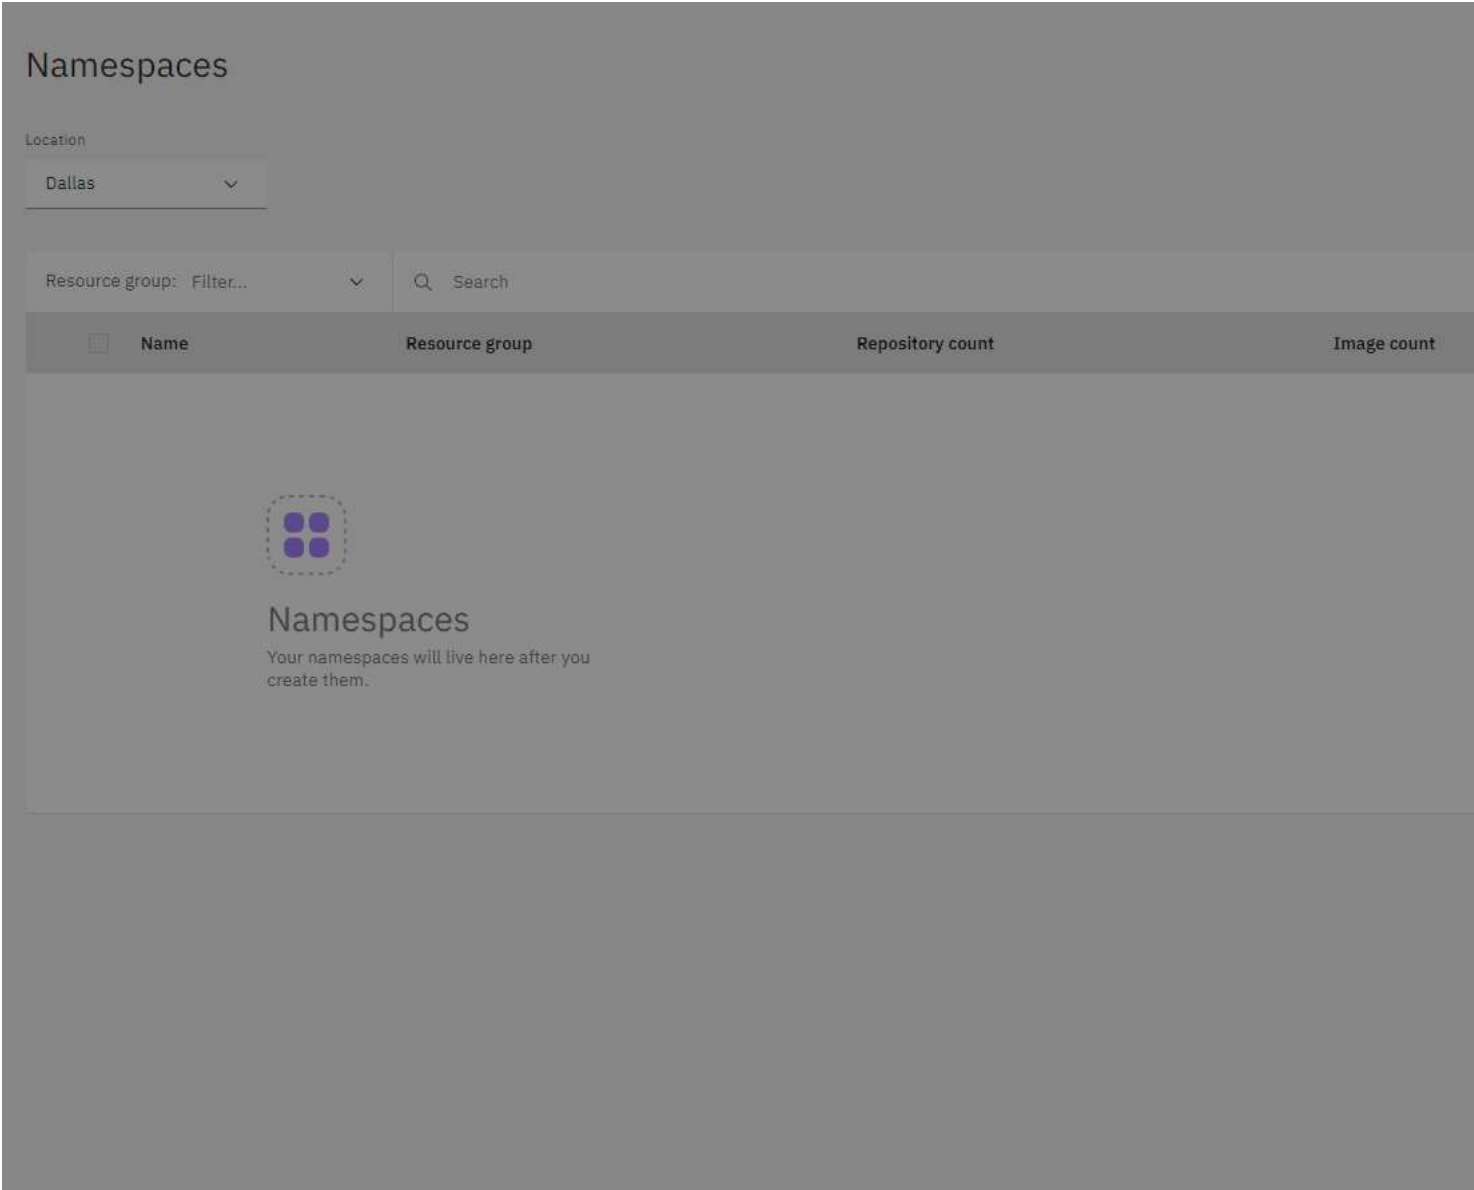 Namespaces
Location
Dallas
Resource group: Filter... Search
Name Resource group Repository count Image count
Namespaces
Your namespaces will live here after you
create them.